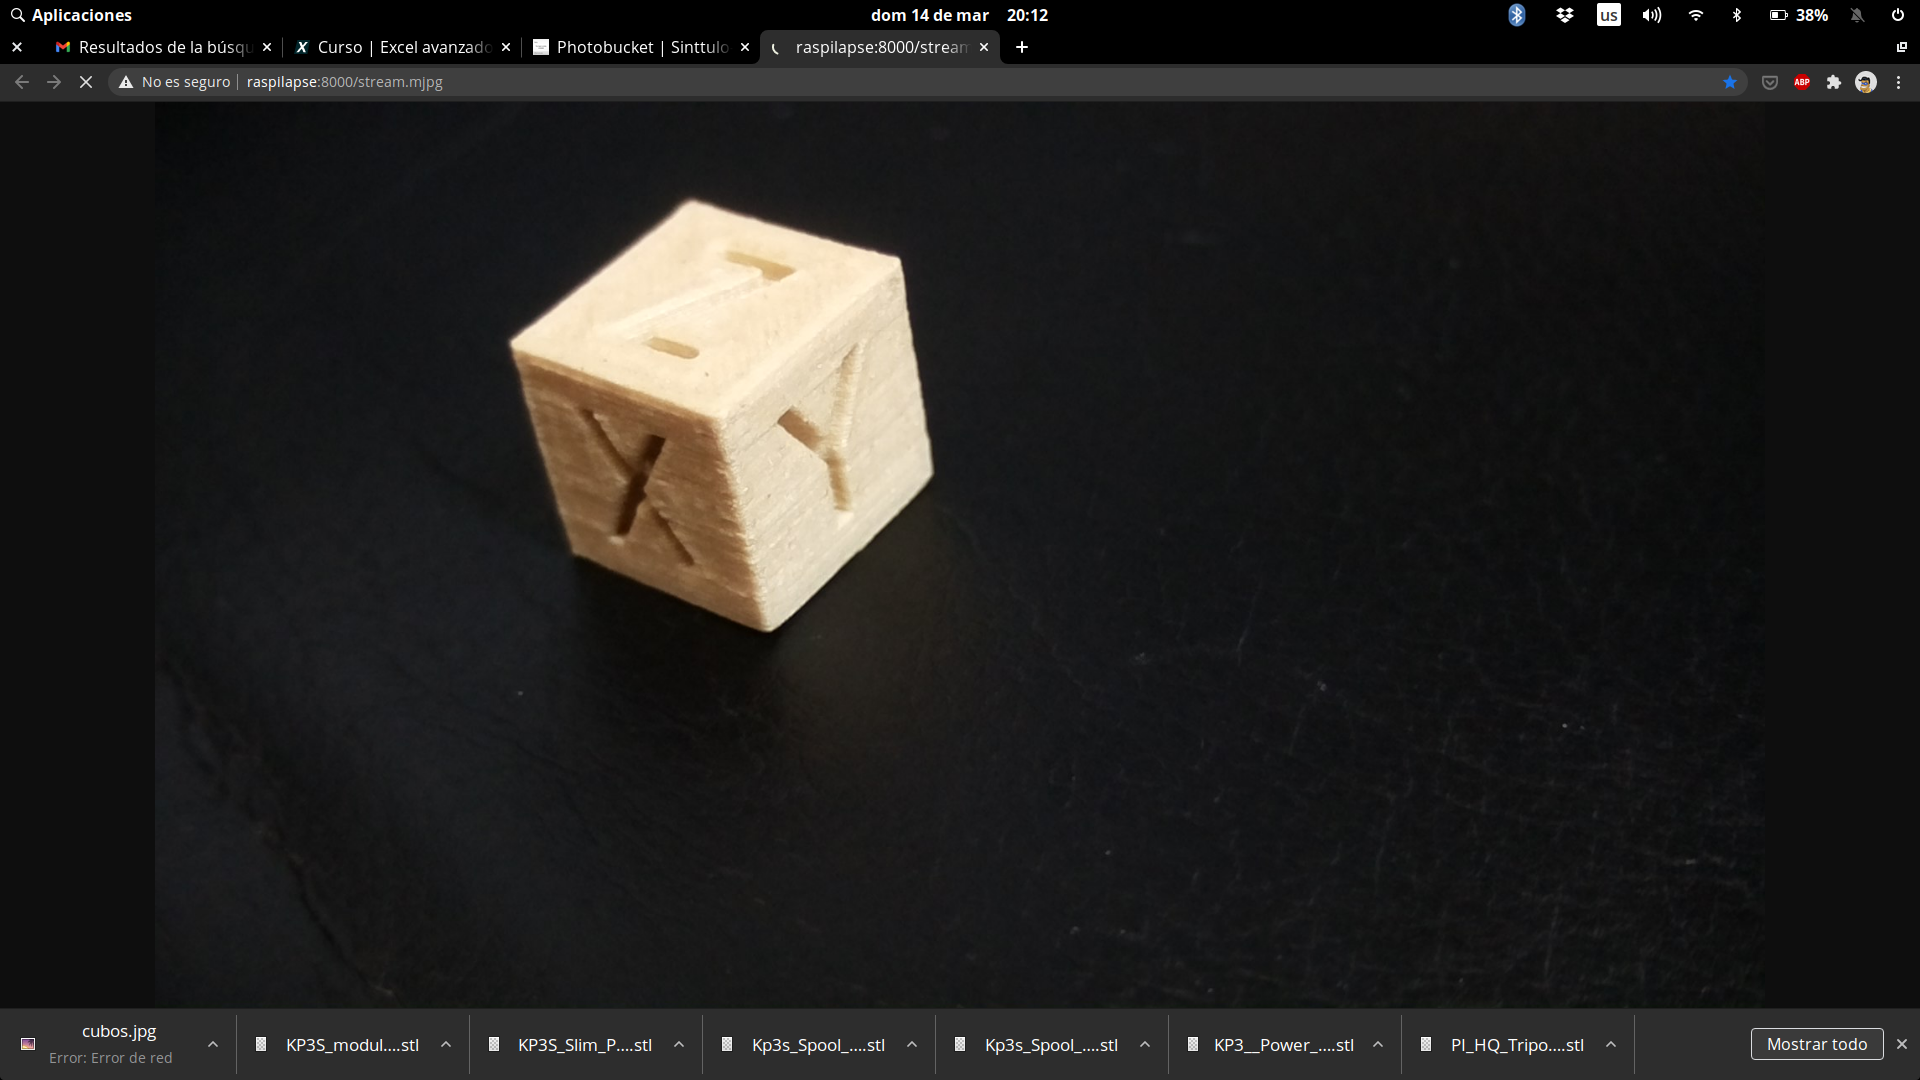 Aplicaciones
dom 14 de mar 20:12
us
38%
Resultados de la búsqu
Curso | Excel avanzado
Photobucket | Sinttulo
raspilapse:8000/stream
No es seguro
raspilapse:8000/stream.mjpg
ABP
Z
X
Y
cubos.jpg
Error: Error de red
KP3S_modul....stl
KP3S_Slim_P....stl
Kp3s_Spool_....stl
Kp3s_Spool_....stl
KP3__Power_....stl
PI_HQ_Tripo....stl
Mostrar todo